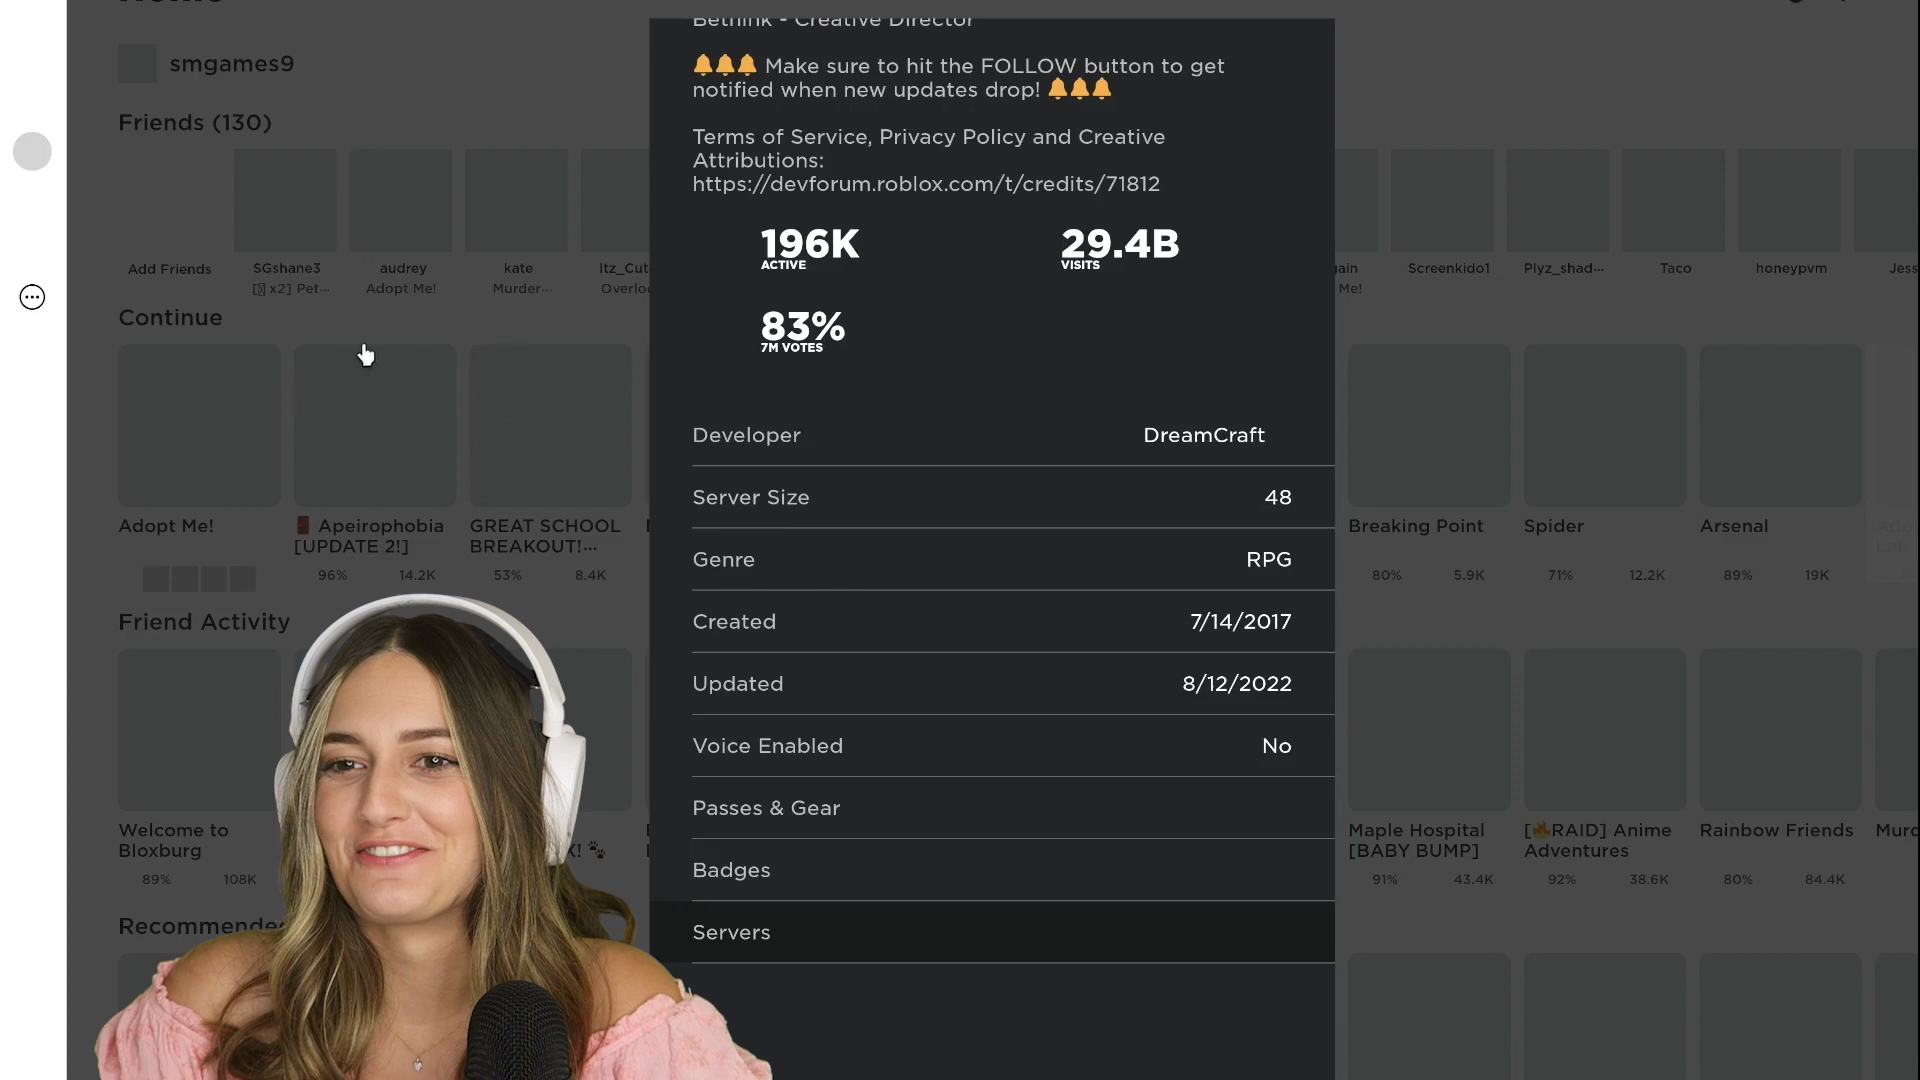 smgames9
Friends (130)
Add Friends
SGshane3
audrey
kate
Screenkido1
Plyz_shad...
Taco
honeypvm
x2] Pet...
Adopt Me!
Murder...
Me!
Continue
Adopt Me!
🚪 Apeirophobia
[UPDATE 2!]
GREAT SCHOOL
BREAKOUT!...
Breaking Point
Spider
Arsenal
96%
14.2K
53%
8.4K
80%
5.9K
71%
12.2K
89%
19K
Friend Activity
Welcome to
Bloxburg
89%
108K
Maple Hospital
[BABY BUMP]
[🔥RAID] Anime
Adventures
Rainbow Friends
91%
43.4K
92%
38.6K
80%
84.4K
Bethink - Creative Director
🔔🔔🔔 Make sure to hit the FOLLOW button to get
notified when new updates drop! 🔔🔔🔔
Terms of Service, Privacy Policy and Creative
Attributions:
https://devforum.roblox.com/t/credits/71812
196K
ACTIVE
29.4B
VISITS
83%
7M VOTES
Developer DreamCraft
Server Size 48
Genre RPG
Created 7/14/2017
Updated 8/12/2022
Voice Enabled No
Passes & Gear
Badges
Servers